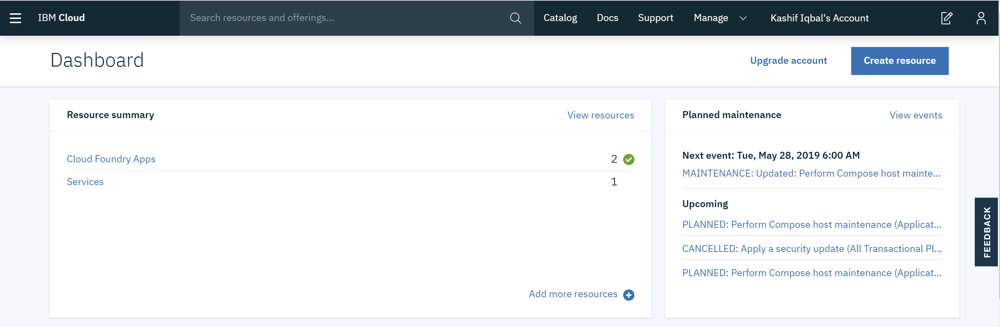 IBM Cloud
Search resources and offerings...
Catalog
Docs
Support
Manage
Kashif Iqbal's Account
Dashboard
Upgrade account
Create resource
Resource summary
View resources
Cloud Foundry Apps
2
Services
1
Add more resources
Planned maintenance
View events
Next event: Tue, May 28, 2019 6:00 AM
MAINTENANCE: Updated: Perform Compose host mainte...
Upcoming
PLANNED: Perform Compose host maintenance (Applicat...
CANCELLED: Apply a security update (All Transactional Pl...
PLANNED: Perform Compose host maintenance (Applicat...
FEEDBACK